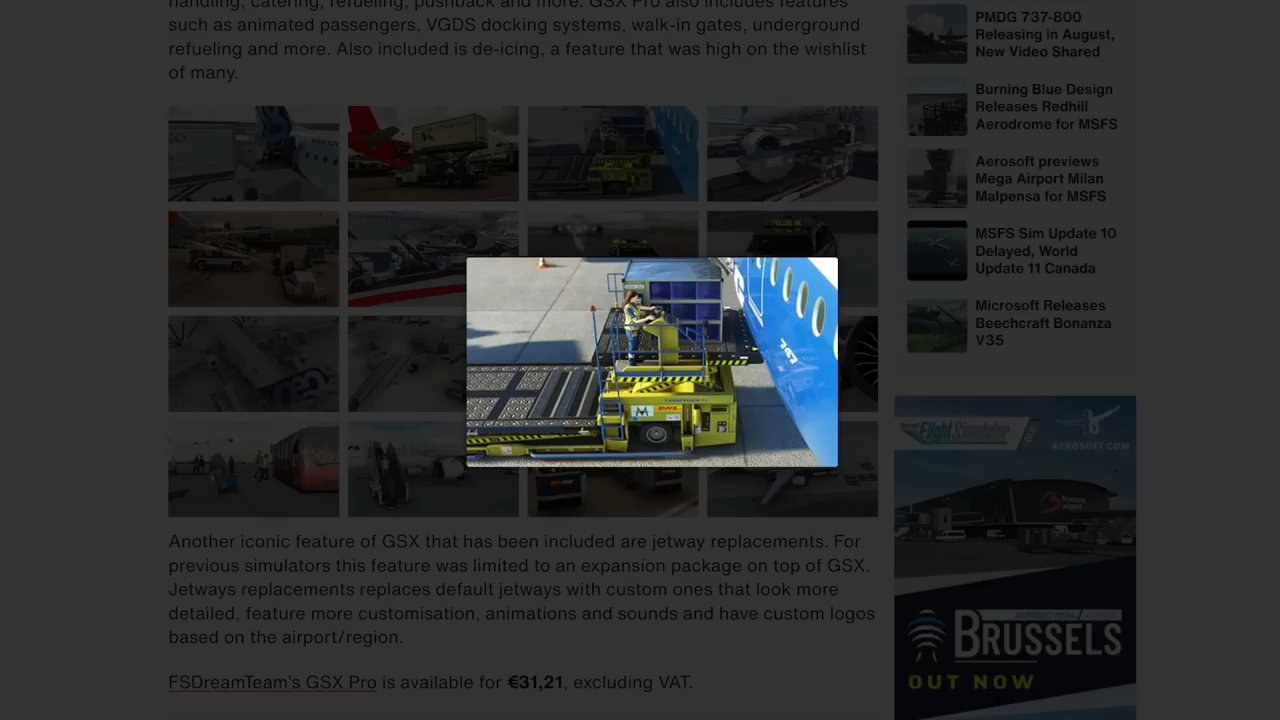 handling, catering, refueling, pushback and more. GSX Pro also includes features
such as animated passengers, VGDS docking systems, walk-in gates, underground
refueling and more. Also included is de-icing, a feature that was high on the wishlist
of many.
FOLLOW ME
Another iconic feature of GSX that has been included are jetway replacements. For
previous simulators this feature was limited to an expansion package on top of GSX.
Jetways replacements replaces default jetways with custom ones that look more
detailed, feature more customisation, animations and sounds and have custom logos
based on the airport/region.
FSDreamTeam's GSX Pro is available for €31,21, excluding VAT.
PMDG 737-800
Releasing in August,
New Video Shared
Burning Blue Design
Releases Redhill
Aerodrome for MSFS
Aerosoft previews
Mega Airport Milan
Malpensa for MSFS
MSFS Sim Update 10
Delayed, World
Update 11 Canada
Microsoft Releases
Beechcraft Bonanza
V35
Flight Simulator
AEROSOFT.COM
BRUSSELS
OUT NOW